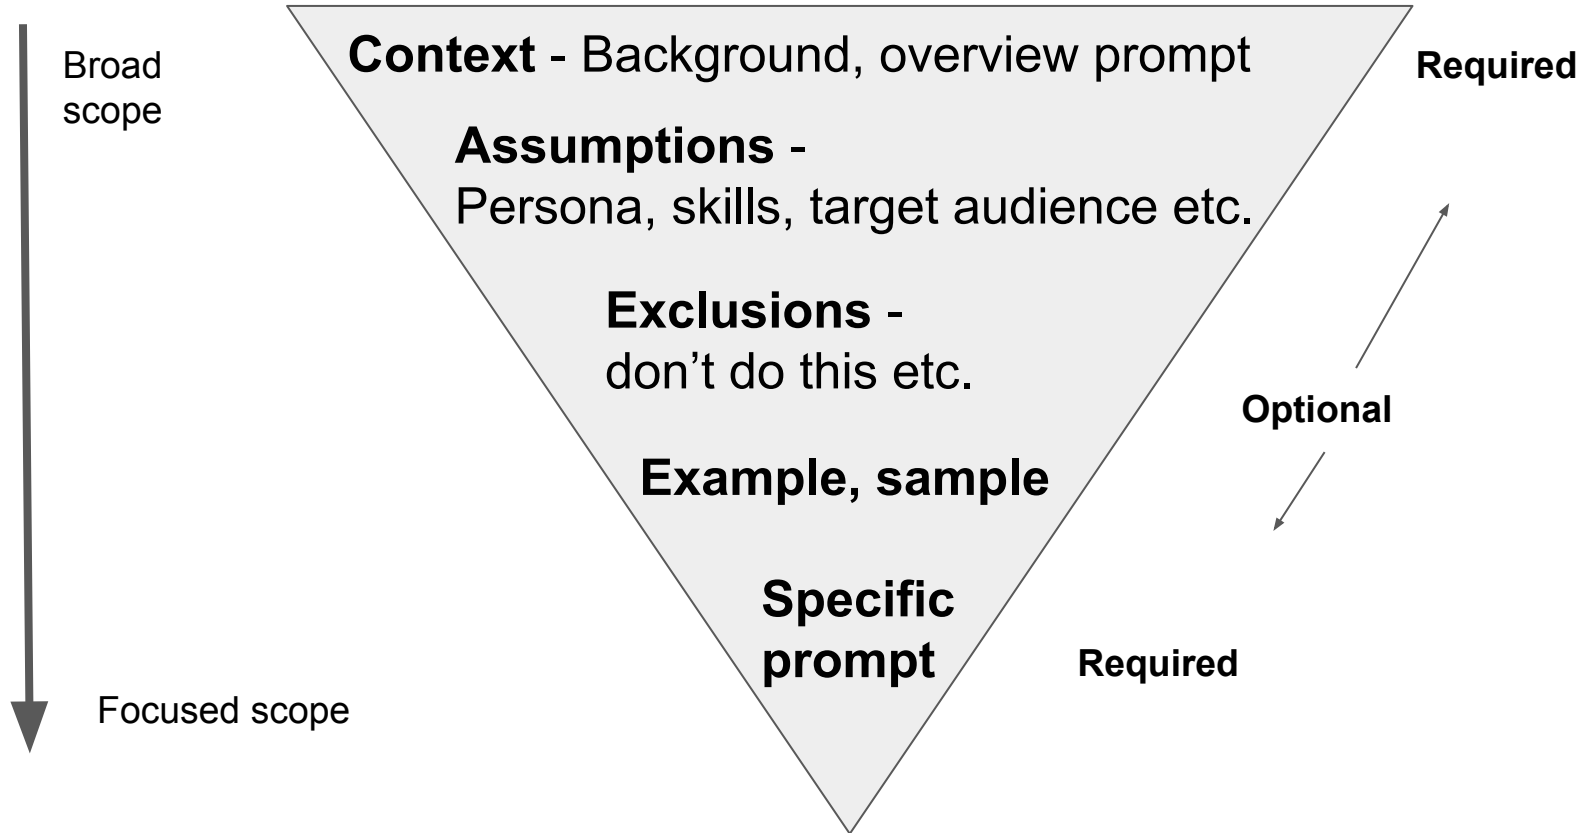 Broad
scope
Context - Background, overview prompt
Required
Assumptions -
Persona, skills, target audience etc.
Exclusions -
don’t do this etc.
Optional
Example, sample
Specific
prompt
Required
Focused scope